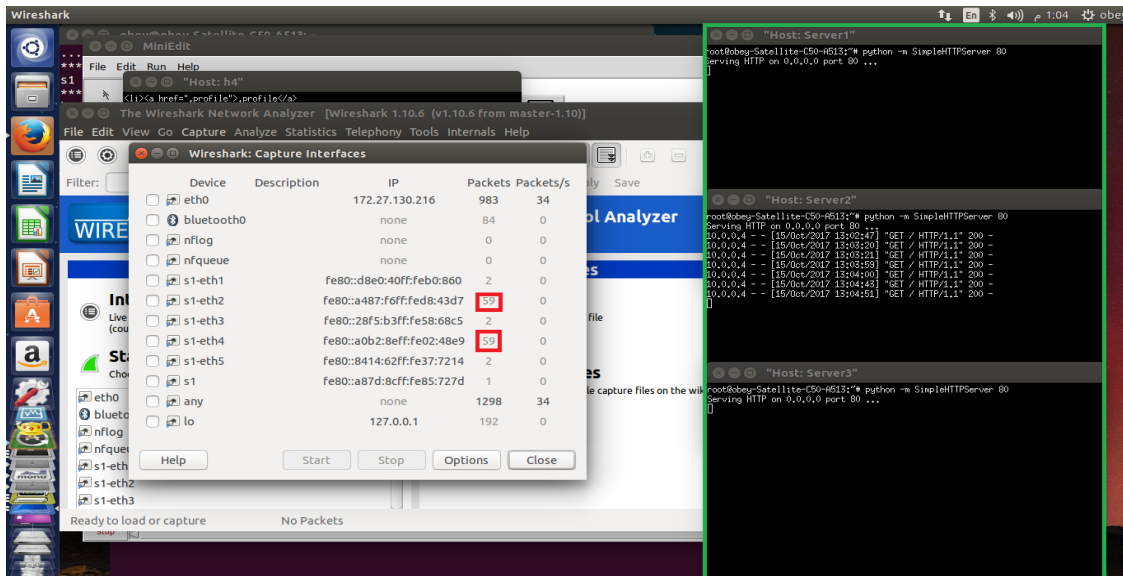 Wireshark
En
1:04
obey
MiniEdit
File Edit Run Help
s1
"Host: h4"
<li><a href=".profile">.profile</a>
The Wireshark Network Analyzer [Wireshark 1.10.6 (v1.10.6 from master-1.10)]
File Edit View Go Capture Analyze Statistics Telephony Tools Internals Help
Wireshark: Capture Interfaces
Filter:
Save
Device Description IP Packets Packets/s
eth0 172.27.130.216 983 34
bluetooth0 none 84 0
nflog none 0 0
nfqueue none 0 0
s1-eth1 fe80::d8e0:40ff:feb0:860 2 0
s1-eth2 fe80::a487:f6ff:fed8:43d7 59 0
s1-eth3 fe80::28f5:b3ff:fe58:68c5 2 0
s1-eth4 fe80::a0b2:8eff:fe02:48e9 59 0
s1-eth5 fe80::8414:62ff:fe37:7214 2 0
s1 fe80::a87d:8cff:fe85:727d 1 0
any none 1298 34
lo 127.0.0.1 192 0
Help Start Stop Options Close
WIRE
ol Analyzer
es
Int
Live
(cou
file
Sta
Cho
es
le capture files on the wik
eth0
blueto
nflog
nfque
s1-eth
s1-eth2
s1-eth3
Ready to load or capture No Packets
Stop
"Host: Server1"
root@obey-Satellite-C50-A513:~# python -m SimpleHTTPServer 80
Serving HTTP on 0.0.0.0 port 80 ...
"Host: Server2"
root@obey-Satellite-C50-A513:~# python -m SimpleHTTPServer 80
Serving HTTP on 0.0.0.0 port 80 ...
10.0.0.4 - - [15/Oct/2017 13:02:47] "GET / HTTP/1.1" 200 -
10.0.0.4 - - [15/Oct/2017 13:03:20] "GET / HTTP/1.1" 200 -
10.0.0.4 - - [15/Oct/2017 13:03:21] "GET / HTTP/1.1" 200 -
10.0.0.4 - - [15/Oct/2017 13:03:59] "GET / HTTP/1.1" 200 -
10.0.0.4 - - [15/Oct/2017 13:04:00] "GET / HTTP/1.1" 200 -
10.0.0.4 - - [15/Oct/2017 13:04:43] "GET / HTTP/1.1" 200 -
10.0.0.4 - - [15/Oct/2017 13:04:51] "GET / HTTP/1.1" 200 -
"Host: Server3"
root@obey-Satellite-C50-A513:~# python -m SimpleHTTPServer 80
Serving HTTP on 0.0.0.0 port 80 ...